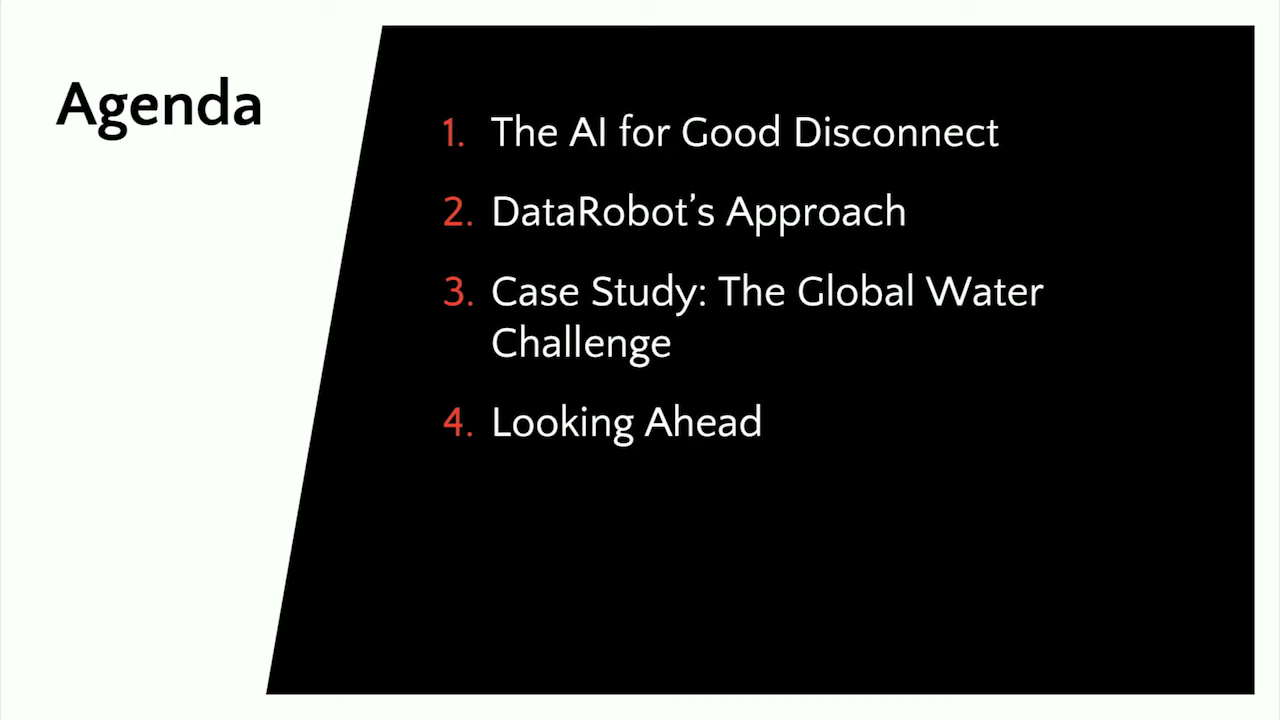 Agenda
1. The AI for Good Disconnect
2. DataRobot’s Approach
3. Case Study: The Global Water
Challenge
4. Looking Ahead